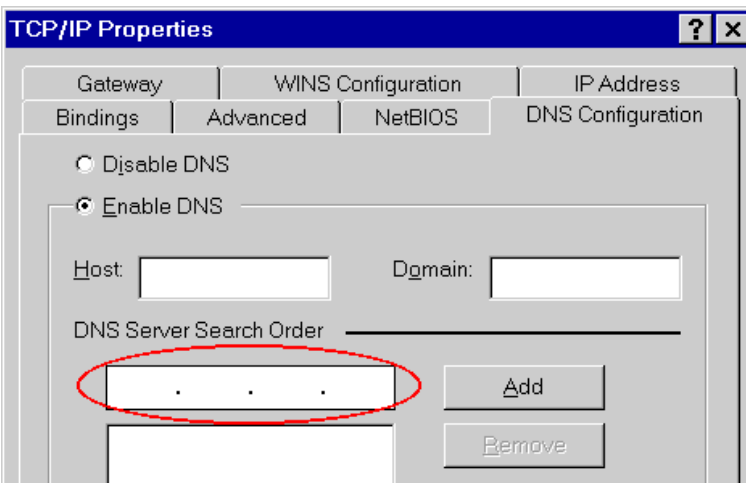 TCP/IP Properties ? ×
Gateway WINS Configuration IP Address
Bindings Advanced NetBIOS DNS Configuration
Disable DNS
Enable DNS
Host: Domain:
DNS Server Search Order
. . . Add
Remove